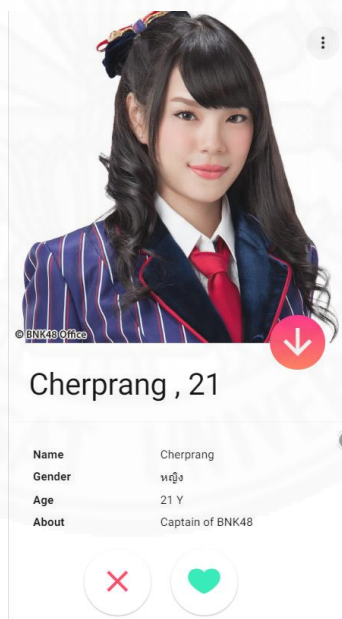 © BNK48 Office
Cherprang , 21
Name Cherprang
Gender หญิง
Age 21 Y
About Captain of BNK48